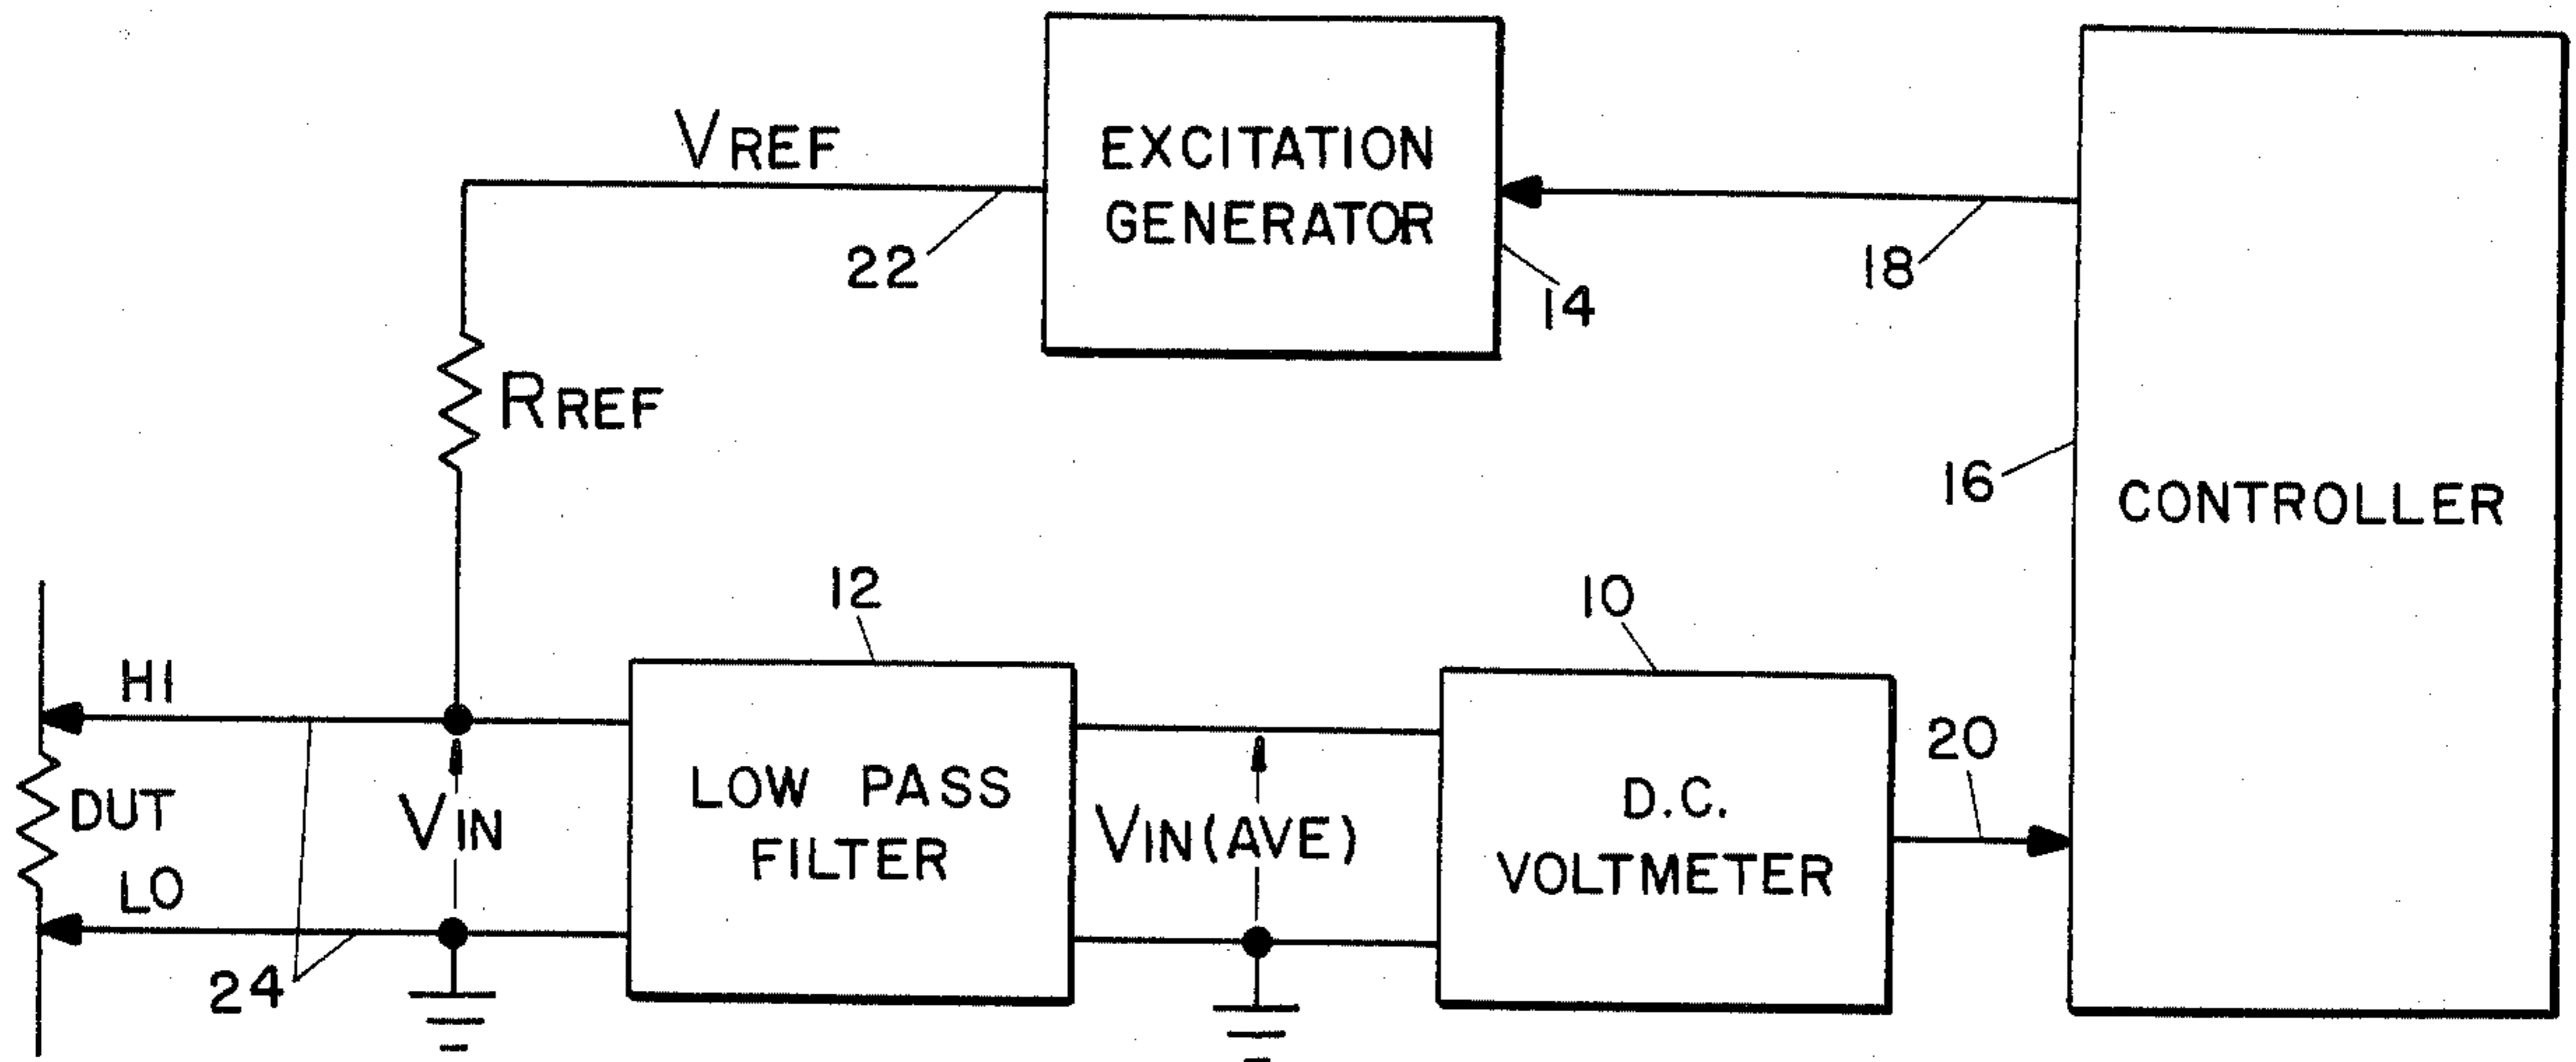 VREF
EXCITATION
GENERATOR
22
14
18
RREF
16
CONTROLLER
12
10
HI
20
DUT
VIN
LOW PASS
FILTER
VIN(AVE)
D.C.
VOLTMETER
LO
24